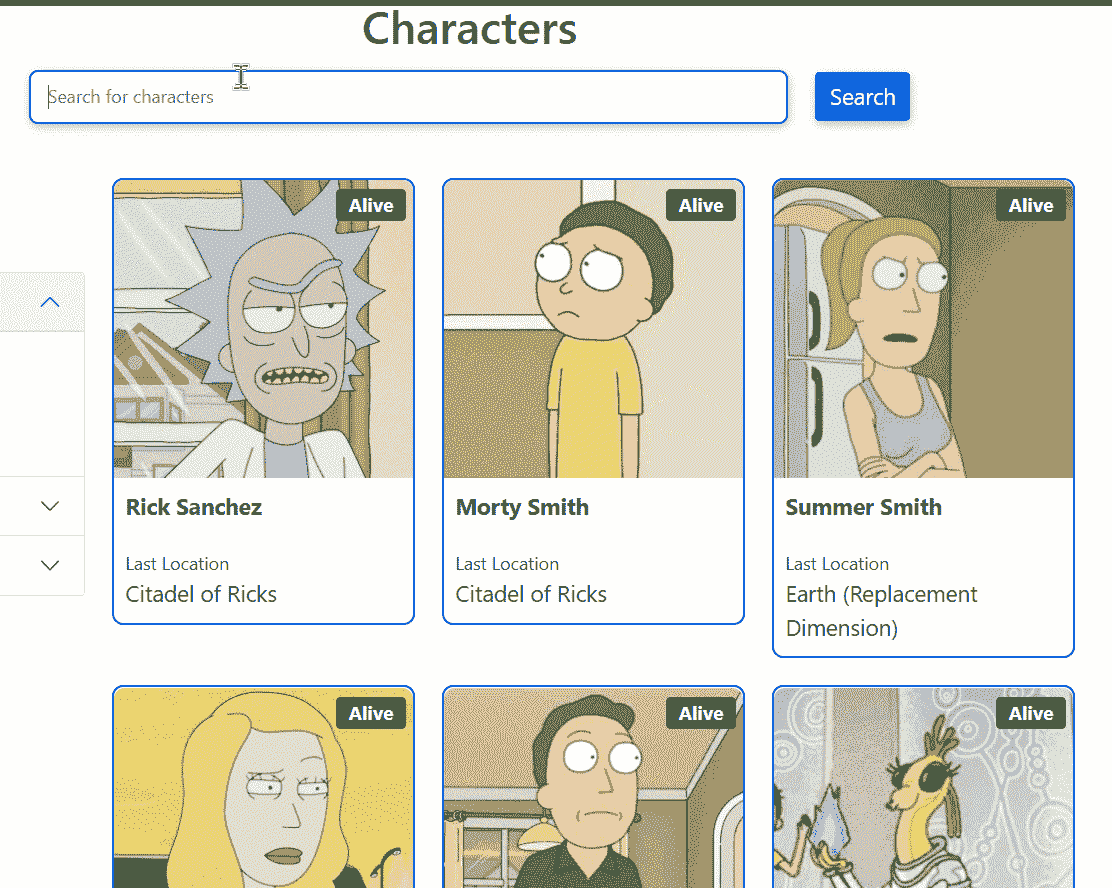 Characters
Search for characters
Search
Alive
Alive
Alive
Rick Sanchez
Last Location
Citadel of Ricks
Morty Smith
Last Location
Citadel of Ricks
Summer Smith
Last Location
Earth (Replacement
Dimension)
Alive
Alive
Alive